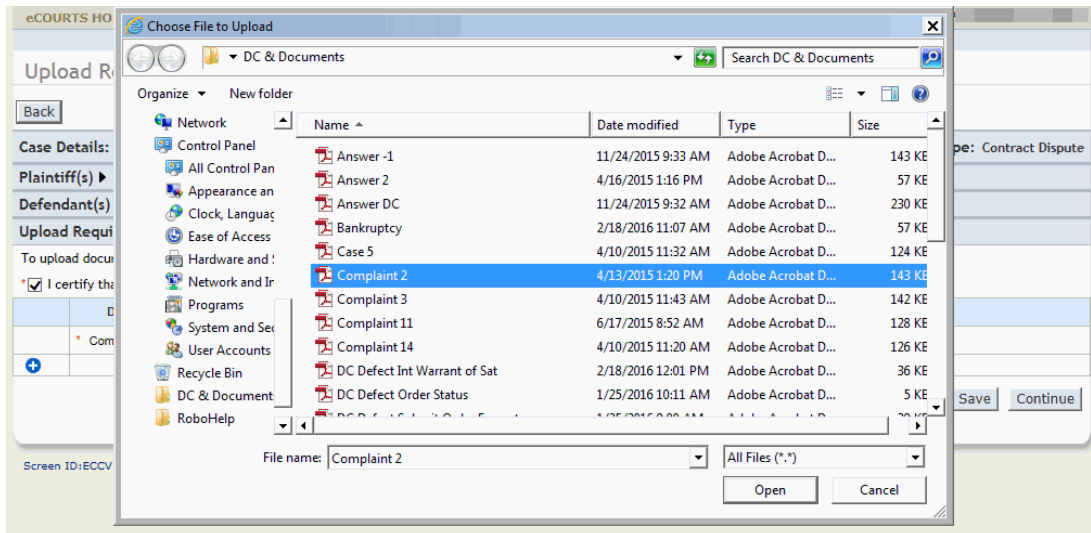 eCOURTS HO
Choose File to Upload
DC & Documents
Search DC & Documents
Upload R
Organize
New folder
Back
Case Details:
pe: Contract Dispute
Plaintiff(s)
Defendant(s)
Upload Requi
To upload docu
* I certify tha
D
* Com
Network
Control Panel
All Control Pan
Appearance an
Clock, Languag
Ease of Access
Hardware and
Network and In
Programs
System and Sec
User Accounts
Recycle Bin
DC & Document
RoboHelp
Name Date modified Type Size
Answer -1 11/24/2015 9:33 AM Adobe Acrobat D... 143 KB
Answer 2 4/16/2015 1:16 PM Adobe Acrobat D... 57 KB
Answer DC 11/24/2015 9:32 AM Adobe Acrobat D... 230 KB
Bankruptcy 2/18/2016 11:07 AM Adobe Acrobat D... 57 KB
Case 5 4/10/2015 11:32 AM Adobe Acrobat D... 124 KB
Complaint 2 4/13/2015 1:20 PM Adobe Acrobat D... 143 KB
Complaint 3 4/10/2015 11:43 AM Adobe Acrobat D... 142 KB
Complaint 11 6/17/2015 8:52 AM Adobe Acrobat D... 128 KB
Complaint 14 4/10/2015 11:20 AM Adobe Acrobat D... 126 KB
DC Defect Int Warrant of Sat 2/18/2016 12:01 PM Adobe Acrobat D... 36 KB
DC Defect Order Status 1/25/2016 10:11 AM Adobe Acrobat D... 5 KB
File name: Complaint 2
All Files (*.*)
Open
Cancel
Save
Continue
Screen ID:ECCV